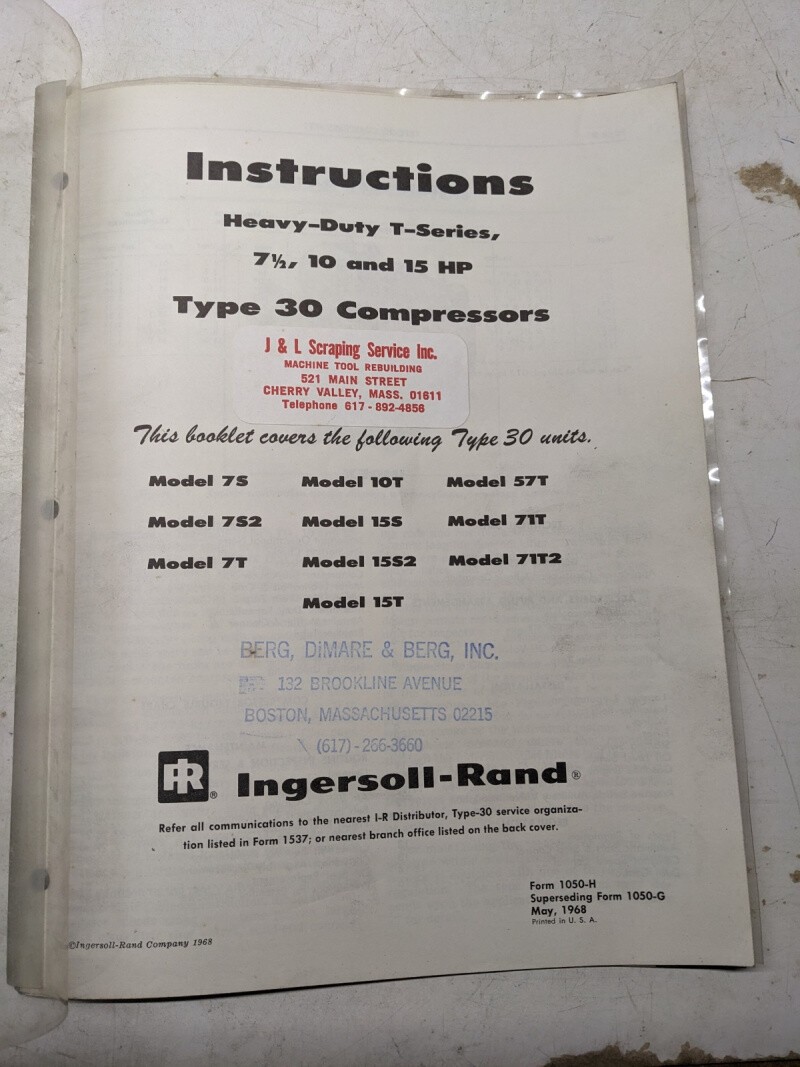 Instructions
Heavy-Duty T-Series,
7½, 10 and 15 HP
Type 30 Compressors
J & L Scraping Service Inc.
MACHINE TOOL REBUILDING
521 MAIN STREET
CHERRY VALLEY, MASS. 01611
Telephone 617 - 892-4856
This booklet covers the following Type 30 units.
Model 7S Model 10T Model 57T
Model 7S2 Model 15S Model 71T
Model 7T Model 15S2 Model 71T2
Model 15T
BERG, DiMARE & BERG, INC.
132 BROOKLINE AVENUE
BOSTON, MASSACHUSETTS 02215
(617) - 266-3660
IR® Ingersoll-Rand®
Refer all communications to the nearest I-R Distributor, Type-30 service organiza-
tion listed in Form 1537; or nearest branch office listed on the back cover.
Form 1050-H
Superseding Form 1050-G
May, 1968
Printed in U. S. A.
©Ingersoll-Rand Company 1968